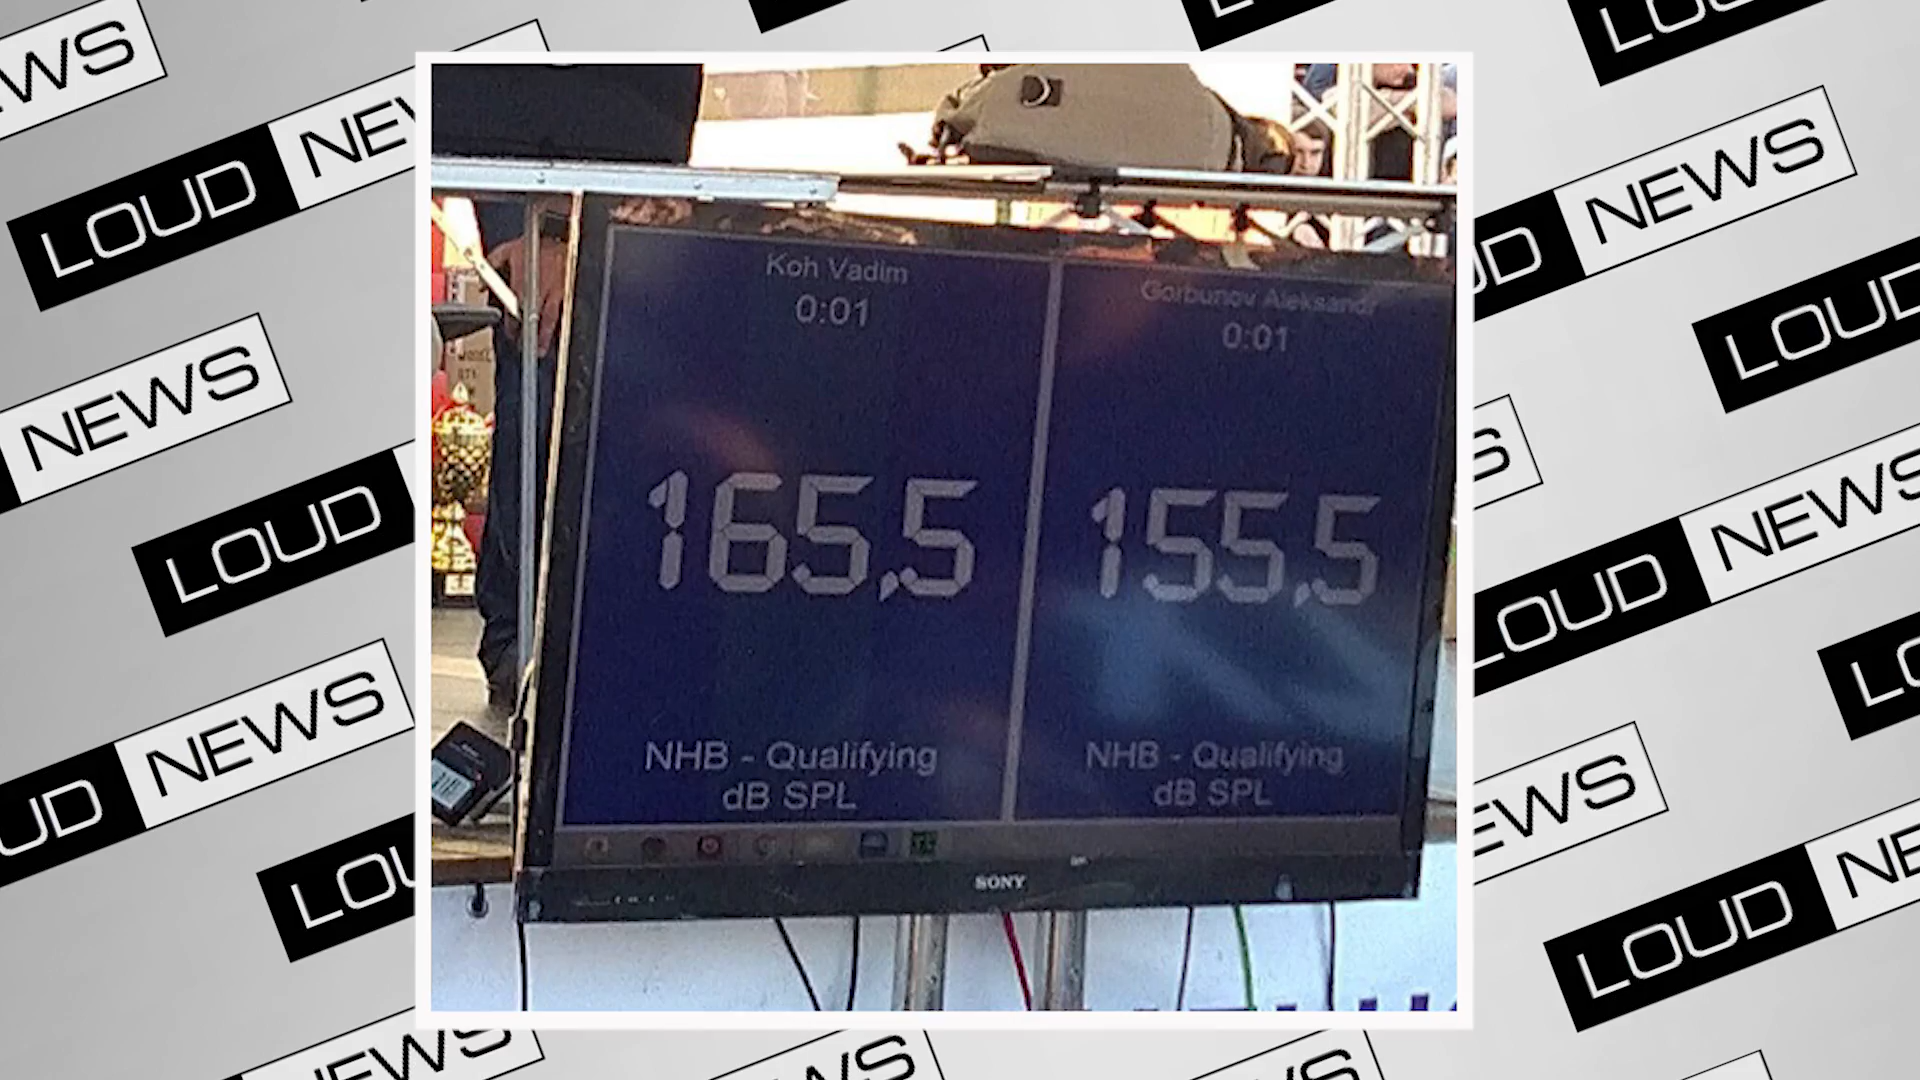 LOUD NEWS
Koh Vadim
0:01
165,5
NHB - Qualifying
dB SPL
Gorbunov Aleksandr
0:01
155,5
NHB - Qualifying
dB SPL
SONY